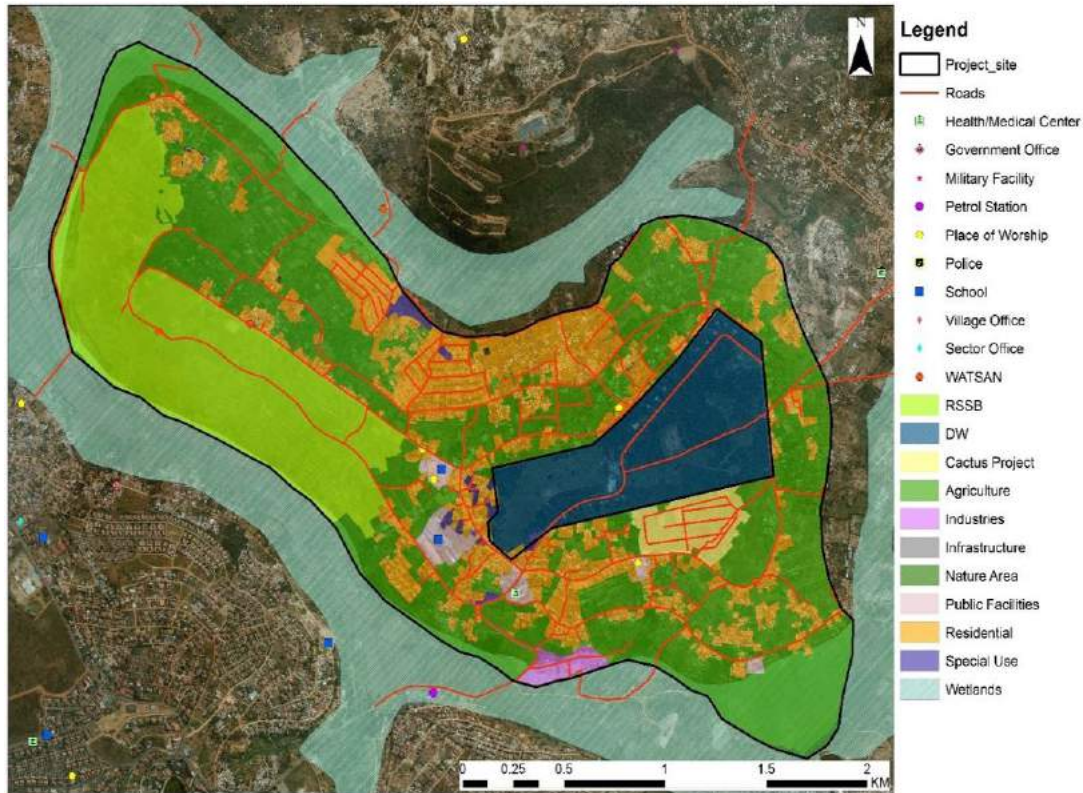 N
Legend
Project_site
Roads
Health/Medical Center
Government Office
Military Facility
Petrol Station
Place of Worship
Police
School
Village Office
Sector Office
WATSAN
RSSB
DW
Cactus Project
Agriculture
Industries
Infrastructure
Nature Area
Public Facilities
Residential
Special Use
Wetlands
0 0.25 0.5 1 1.5 2
KM